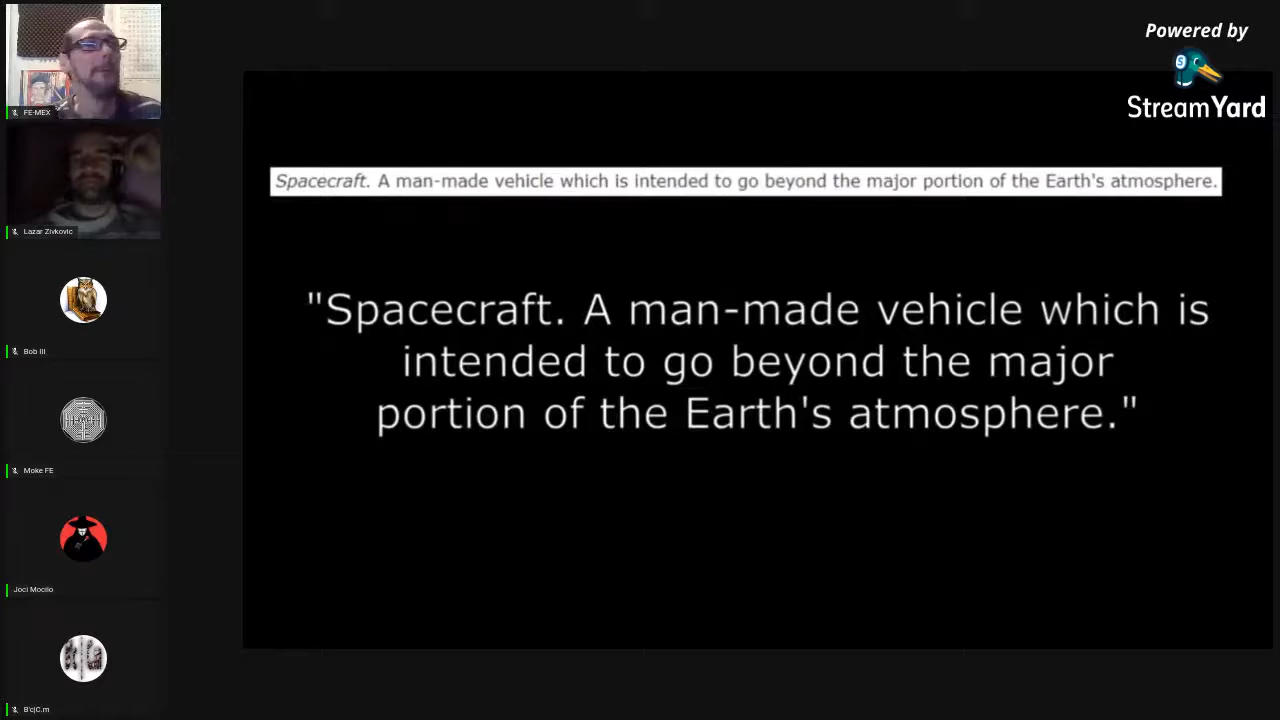 Powered by
StreamYard
FE-MEX
Lazar Zivkovic
Bob III
Moke FE
Joci Mocilo
B'c|C.m
Spacecraft. A man-made vehicle which is intended to go beyond the major portion of the Earth's atmosphere.
"Spacecraft. A man-made vehicle which is
intended to go beyond the major
portion of the Earth's atmosphere."